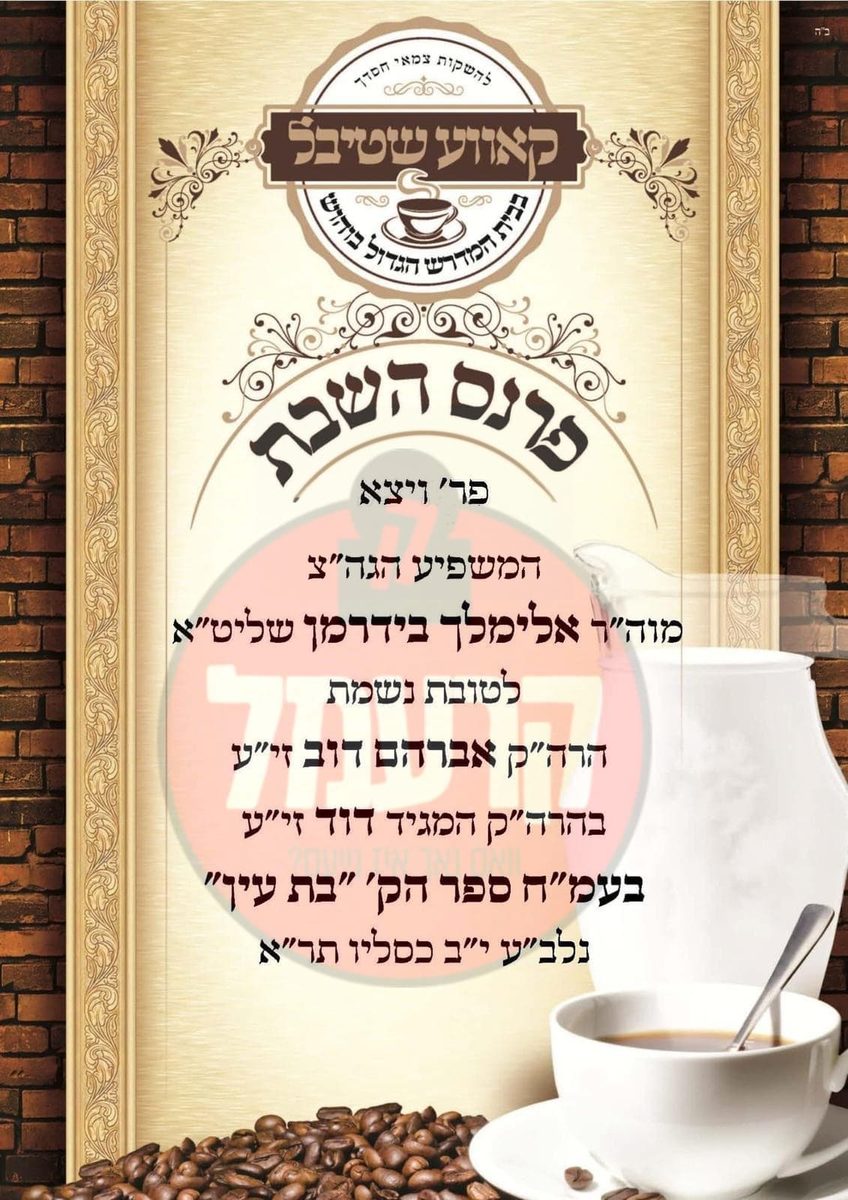 ב"ה
להשקות צמאי חסדך
קאווע שטיבל
בבית המדרש הגדול בוהוש
פרנס השבת
פר' ויצא
המשפיע הגה"צ
מוה"ר אלימלך בידרמן שליט"א
לטובת נשמת
הרה"ק אברהם דוב זי"ע
בהרה"ק המגיד דוד זי"ע
בעמ"ח ספר הק' "בת עין"
נלב"ע י"ב כסליו תר"א